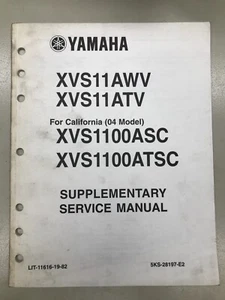 YAMAHA
XVS11AWV
XVS11ATV
For California (04 Model)
XVS1100ASC
XVS1100ATSC
SUPPLEMENTARY
SERVICE MANUAL
LIT-11616-19-82
5KS-28197-E2